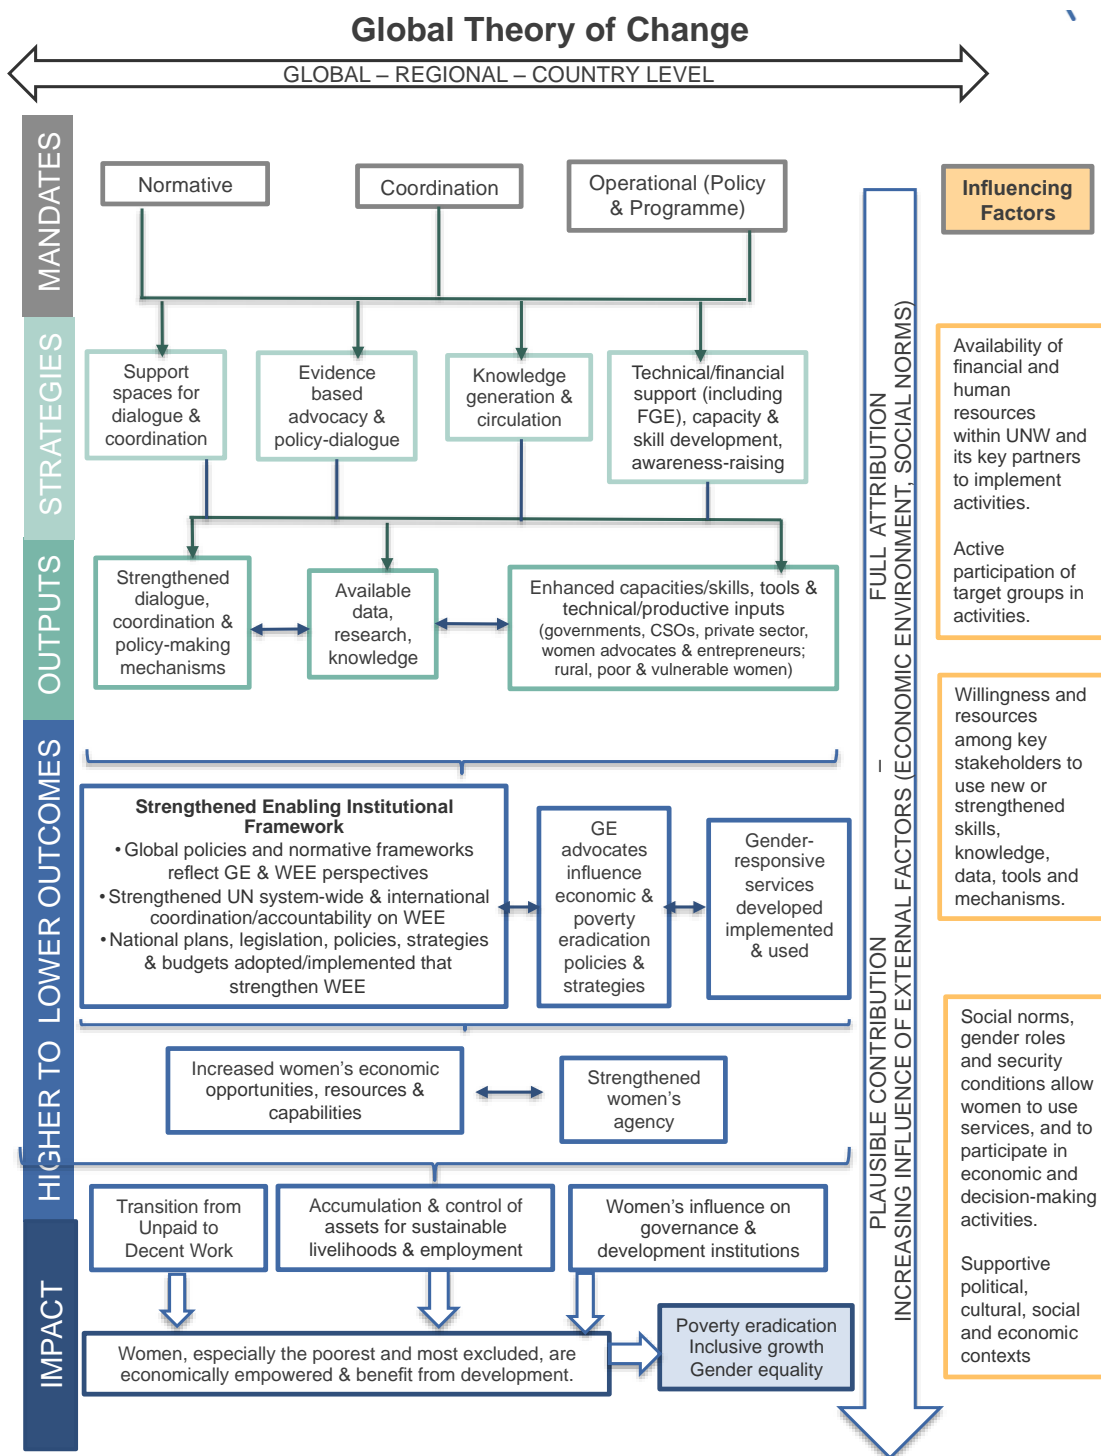 Global Theory of Change
GLOBAL – REGIONAL – COUNTRY LEVEL
MANDATES
Normative
Coordination
Operational (Policy
& Programme)
Influencing
Factors
STRATEGIES
Support
spaces for
dialogue &
coordination
Evidence
based
advocacy &
policy-dialogue
Knowledge
generation &
circulation
Technical/financial
support (including
FGE), capacity &
skill development,
awareness-raising
OUTPUTS
Strengthened
dialogue,
coordination &
policy-making
mechanisms
Available
data,
research,
knowledge
Enhanced capacities/skills, tools &
technical/productive inputs
(governments, CSOs, private sector,
women advocates & entrepreneurs;
rural, poor & vulnerable women)
HIGHER TO LOWER OUTCOMES
Strengthened Enabling Institutional
Framework
• Global policies and normative frameworks
reflect GE & WEE perspectives
• Strengthened UN system-wide & international
coordination/accountability on WEE
• National plans, legislation, policies, strategies
& budgets adopted/implemented that
strengthen WEE
GE
advocates
influence
economic &
poverty
eradication
policies &
strategies
Gender-
responsive
services
developed
implemented
& used
Increased women's economic
opportunities, resources &
capabilities
Strengthened
women's
agency
Transition from
Unpaid to
Decent Work
Accumulation & control of
assets for sustainable
livelihoods & employment
Women's influence on
governance &
development institutions
IMPACT
Women, especially the poorest and most excluded, are
economically empowered & benefit from development.
Poverty eradication
Inclusive growth
Gender equality
PLAUSIBLE CONTRIBUTION – FULL ATTRIBUTION
INCREASING INFLUENCE OF EXTERNAL FACTORS (ECONOMIC ENVIRONMENT, SOCIAL NORMS)
Availability of
financial and
human
resources
within UNW and
its key partners
to implement
activities.
Active
participation of
target groups in
activities.
Willingness and
resources
among key
stakeholders to
use new or
strengthened
skills,
knowledge,
data, tools and
mechanisms.
Social norms,
gender roles
and security
conditions allow
women to use
services, and to
participate in
economic and
decision-making
activities.
Supportive
political,
cultural, social
and economic
contexts